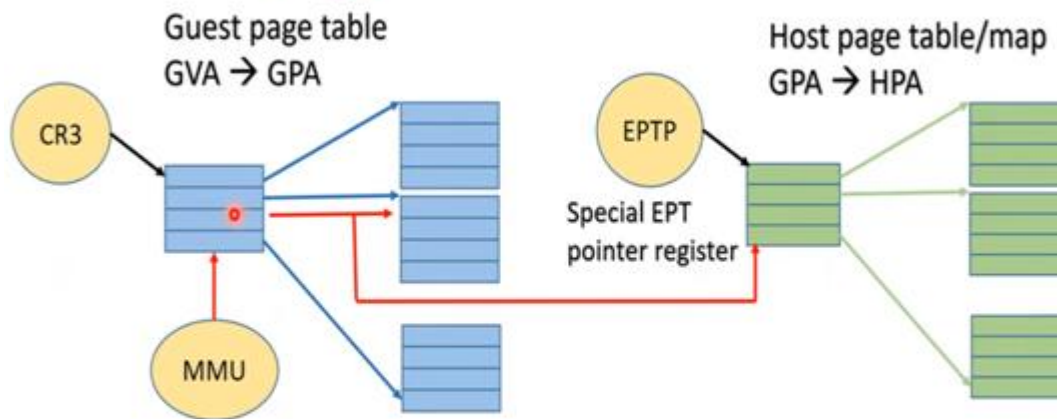 Guest page table
GVA → GPA
Host page table/map
GPA → HPA
CR3
EPTP
Special EPT
pointer register
MMU